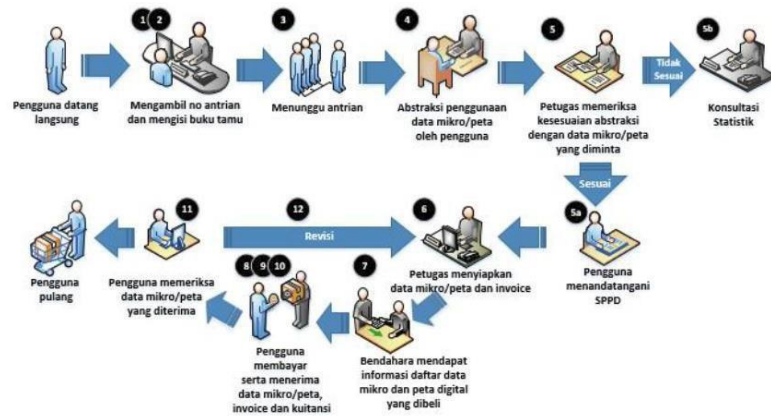 1 2
3
4
5
5b
Tidak
Sesuai
Pengguna datang
langsung
Mengambil no antrian
dan mengisi buku tamu
Menunggu antrian
Abstraksi penggunaan
data mikro/peta
oleh pengguna
Petugas memeriksa
kesesuaian abstraksi
dengan data mikro/peta
yang diminta
Konsultasi
Statistik
Sesuai
5a
Pengguna
menandatangani
SPPD
6
Petugas menyiapkan
data mikro/peta dan invoice
12
Revisi
7
Bendahara mendapat
informasi daftar data
mikro dan peta digital
yang dibeli
8 9 10
Pengguna
membayar
serta menerima
data mikro/peta,
invoice dan kuitansi
11
Pengguna memeriksa
data mikro/peta
yang diterima
Pengguna
pulang